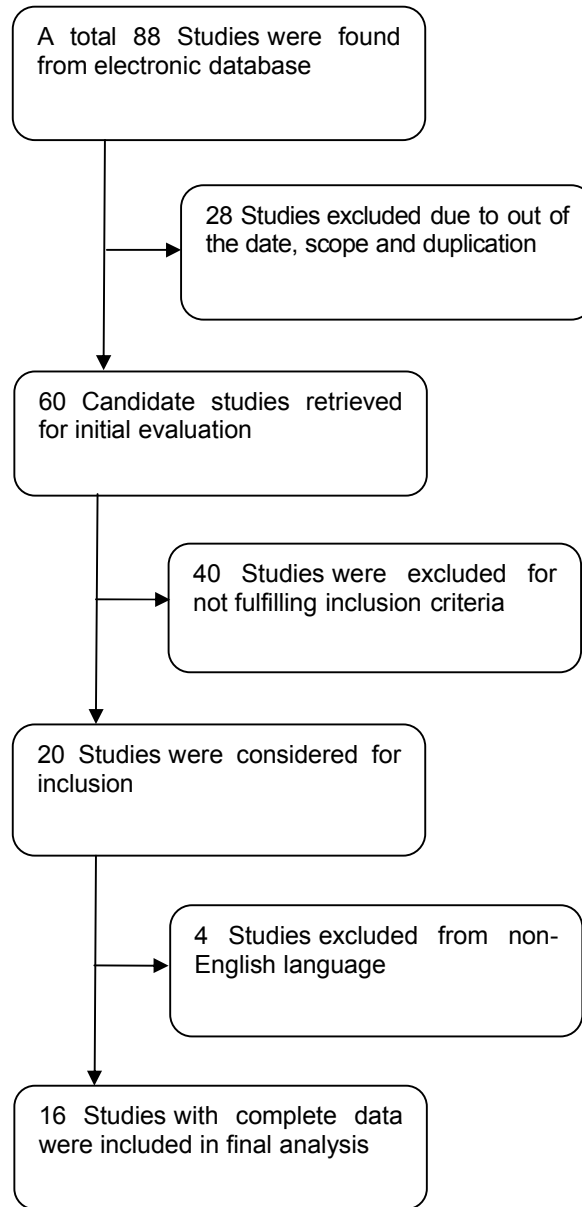 A total 88 Studies were found
from electronic database
28 Studies excluded due to out of
the date, scope and duplication
60 Candidate studies retrieved
for initial evaluation
40 Studies were excluded for
not fulfilling inclusion criteria
20 Studies were considered for
inclusion
4 Studies excluded from non-
English language
16 Studies with complete data
were included in final analysis